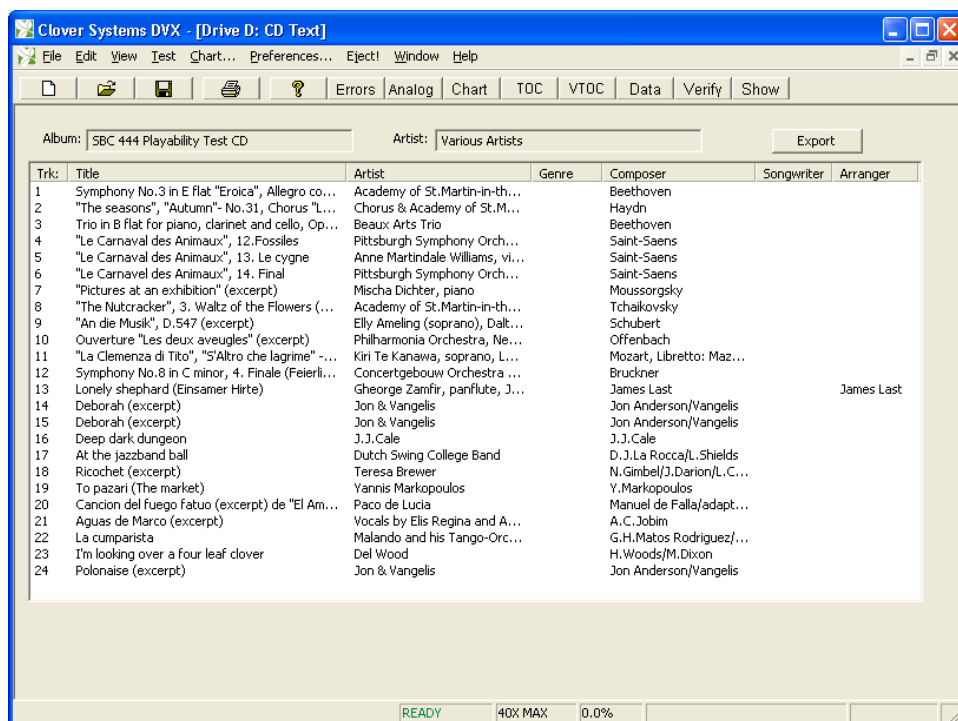 Clover Systems DVX - [Drive D: CD Text]
File Edit View Test Chart... Preferences... Eject! Window Help
Errors Analog Chart TOC VTOC Data Verify Show
Album: SBC 444 Playability Test CD Artist: Various Artists Export
Trk: Title Artist Genre Composer Songwriter Arranger
1 Symphony No.3 in E flat "Eroica", Allegro co... Academy of St.Martin-in-th... Beethoven
2 "The seasons", "Autumn"- No.31, Chorus "L... Chorus & Academy of St.M... Haydn
3 Trio in B flat for piano, clarinet and cello, Op... Beaux Arts Trio Beethoven
4 "Le Carnaval des Animaux", 12.Fossiles Pittsburgh Symphony Orch... Saint-Saens
5 "Le Carnavel des Animaux", 13. Le cygne Anne Martindale Williams, vi... Saint-Saens
6 "Le Carnavel des Animaux", 14. Final Pittsburgh Symphony Orch... Saint-Saens
7 "Pictures at an exhibition" (excerpt) Mischa Dichter, piano Moussorgsky
8 "The Nutcracker", 3. Waltz of the Flowers (... Academy of St.Martin-in-th... Tchaikovsky
9 "An die Musik", D.547 (excerpt) Elly Ameling (soprano), Dalt... Schubert
10 Ouverture "Les deux aveugles" (excerpt) Philharmonia Orchestra, Ne... Offenbach
11 "La Clemenza di Tito", "S'Altro che lagrime" -... Kiri Te Kanawa, soprano, L... Mozart, Libretto: Maz...
12 Symphony No.8 in C minor, 4. Finale (Feierli... Concertgebouw Orchestra ... Bruckner
13 Lonely shephard (Einsamer Hirte) Gheorge Zamfir, panflute, J... James Last James Last
14 Deborah (excerpt) Jon & Vangelis Jon Anderson/Vangelis
15 Deborah (excerpt) Jon & Vangelis Jon Anderson/Vangelis
16 Deep dark dungeon J.J.Cale J.J.Cale
17 At the jazzband ball Dutch Swing College Band D.J.La Rocca/L.Shields
18 Ricochet (excerpt) Teresa Brewer N.Gimbel/J.Darion/L.C...
19 To pazari (The market) Yannis Markopoulos Y.Markopoulos
20 Cancion del fuego fatuo (excerpt) de "El Am... Paco de Lucia Manuel de Falla/adapt...
21 Aguas de Marco (excerpt) Vocals by Elis Regina and A... A.C.Jobim
22 La cumparista Malando and his Tango-Orc... G.H.Matos Rodriguez/...
23 I'm looking over a four leaf clover Del Wood H.Woods/M.Dixon
24 Polonaise (excerpt) Jon & Vangelis Jon Anderson/Vangelis
READY 40X MAX 0.0%